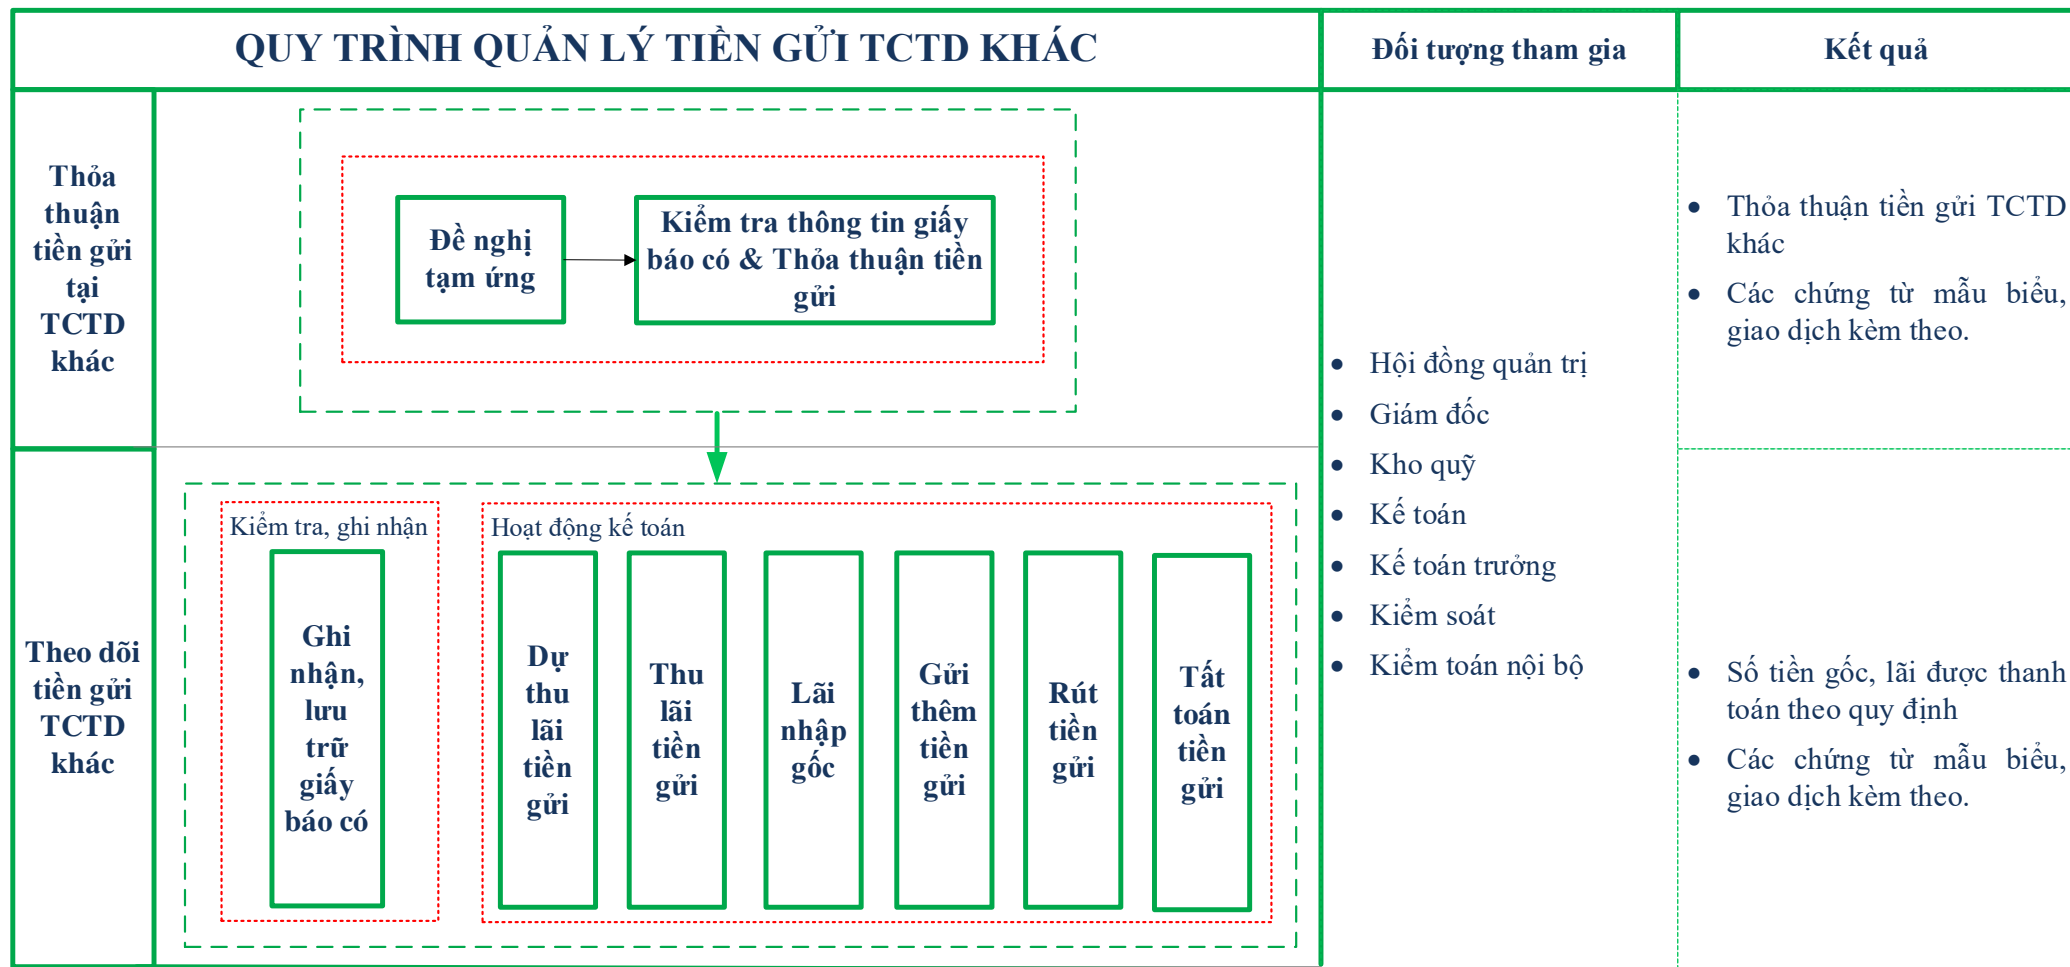 QUY TRÌNH QUẢN LÝ TIỀN GỬI TCTD KHÁC
Đối tượng tham gia
Kết quả
Thỏa
thuận
tiền gửi
tại
TCTD
khác
Đề nghị
tạm ứng
Kiểm tra thông tin giấy
báo có & Thỏa thuận tiền
gửi
• Thỏa thuận tiền gửi TCTD
khác
• Các chứng từ mẫu biểu,
giao dịch kèm theo.
• Hội đồng quản trị
• Giám đốc
• Kho quỹ
• Kế toán
• Kế toán trưởng
• Kiểm soát
• Kiểm toán nội bộ
Theo dõi
tiền gửi
TCTD
khác
Kiểm tra, ghi nhận
Ghi
nhận,
lưu
trữ
giấy
báo có
Hoạt động kế toán
Dự
thu
lãi
tiền
gửi
Thu
lãi
tiền
gửi
Lãi
nhập
gốc
Gửi
thêm
tiền
gửi
Rút
tiền
gửi
Tất
toán
tiền
gửi
• Số tiền gốc, lãi được thanh
toán theo quy định
• Các chứng từ mẫu biểu,
giao dịch kèm theo.